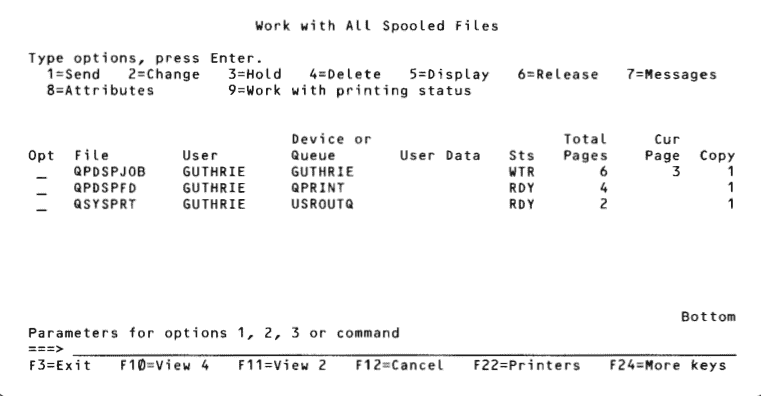 Work with All Spooled Files
Type options, press Enter.
1=Send   2=Change   3=Hold   4=Delete   5=Display   6=Release   7=Messages
8=Attributes        9=Work with printing status
Device or                     Total     Cur
Opt  File        User        Queue       User Data   Sts   Pages    Page  Copy
_   QPDSPJOB    GUTHRIE     GUTHRIE                 WTR       6       3     1
_   QPDSPFD     GUTHRIE     QPRINT                  RDY       4             1
_   QSYSPRT     GUTHRIE     USROUTQ                 RDY       2             1
Bottom
Parameters for options 1, 2, 3 or command
===>
F3=Exit   F10=View 4   F11=View 2   F12=Cancel   F22=Printers   F24=More keys